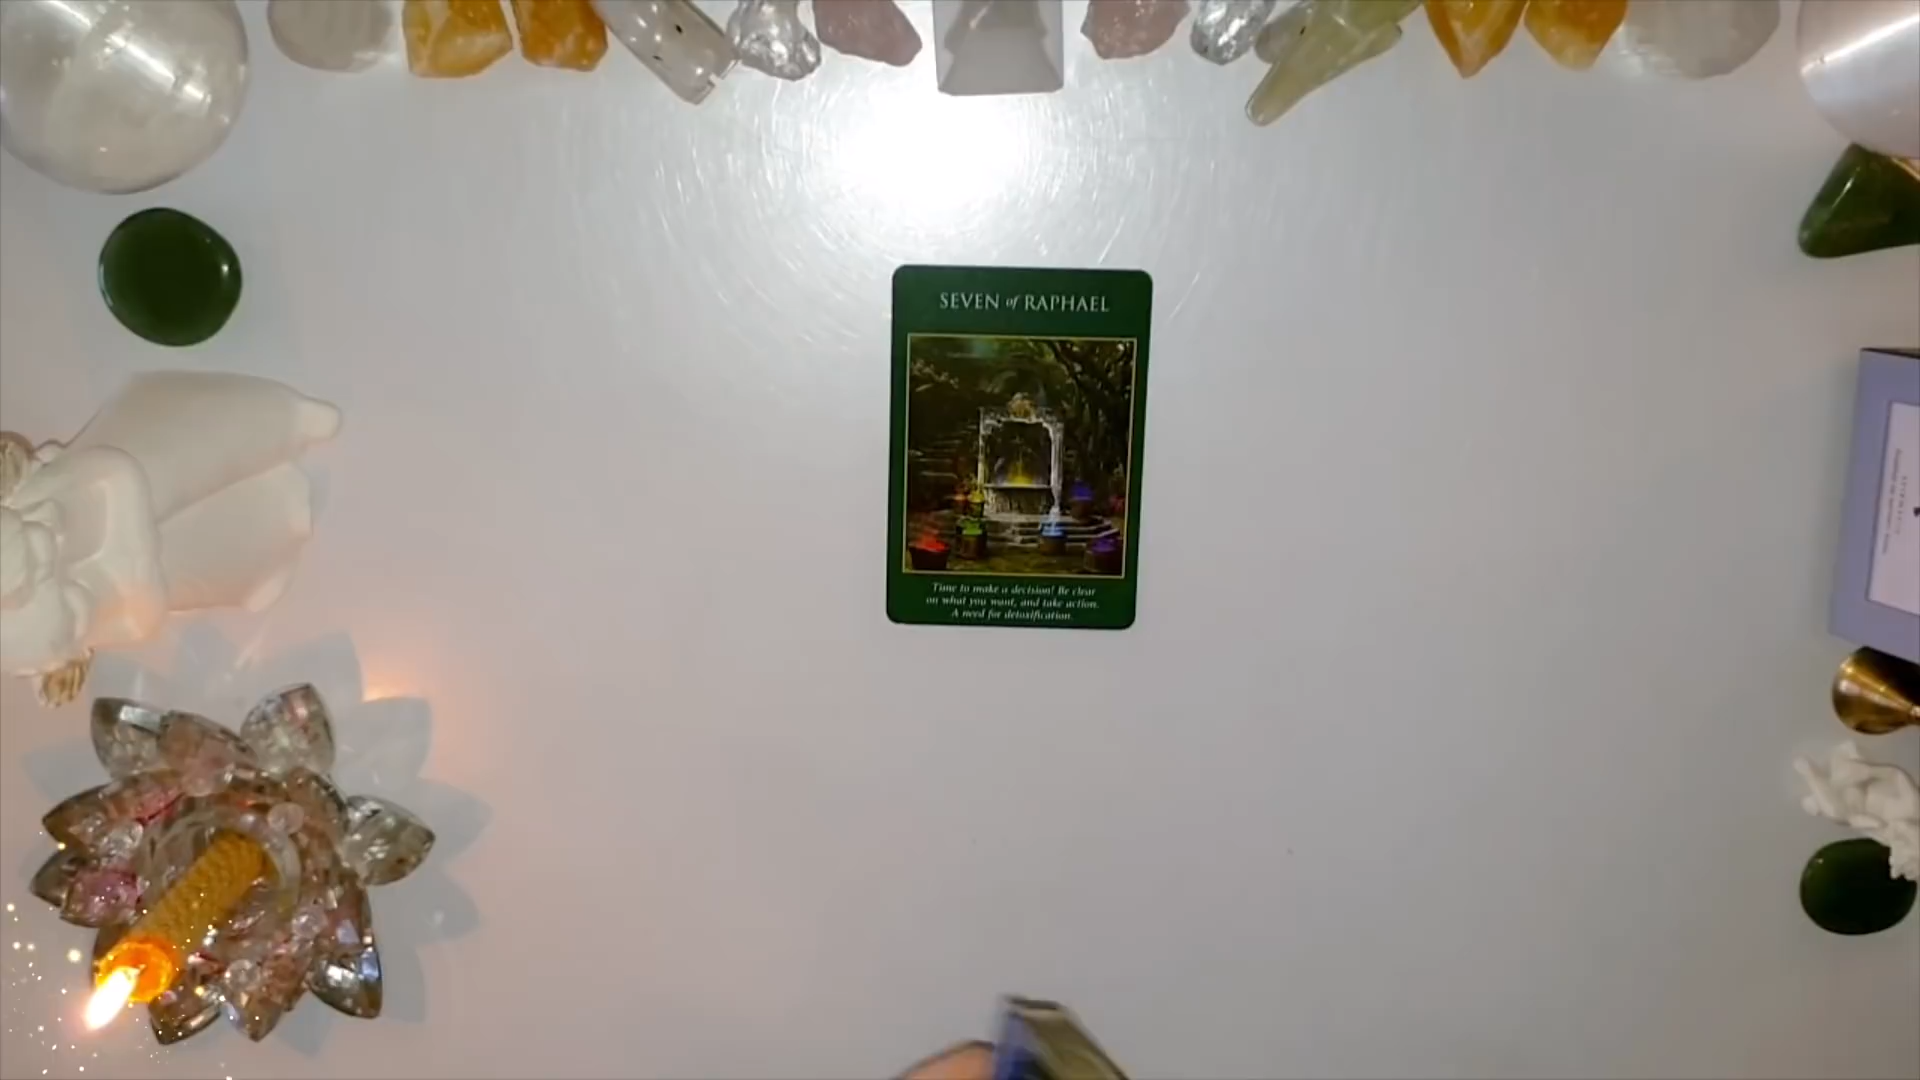 SEVEN of RAPHAEL
Time to make a decision! Be clear
on what you want, and take action.
A need for detoxification.